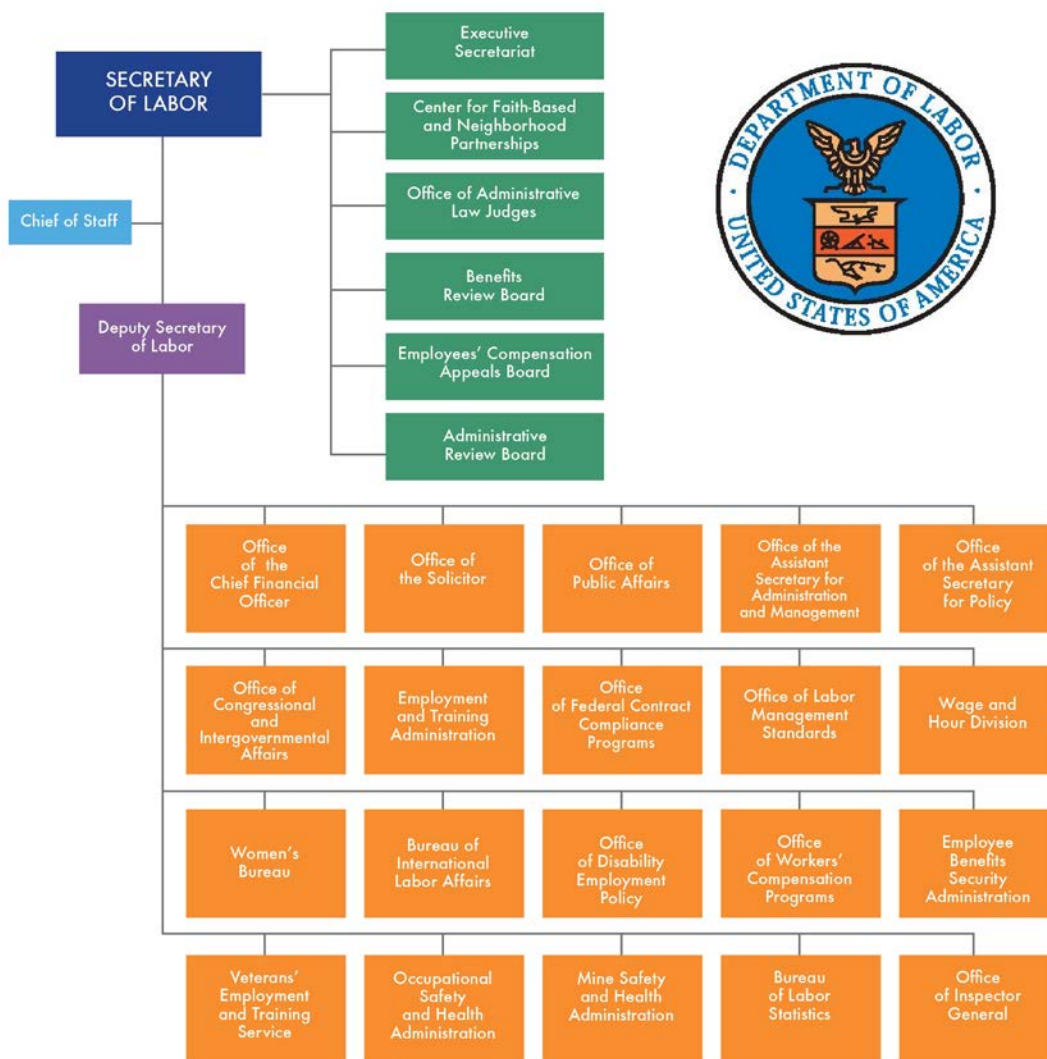 SECRETARY
OF LABOR
Executive
Secretariat
Center for Faith-Based
and Neighborhood
Partnerships
Office of Administrative
Law Judges
Chief of Staff
Benefits
Review Board
Deputy Secretary
of Labor
Employees' Compensation
Appeals Board
Administrative
Review Board
DEPARTMENT OF LABOR
UNITED STATES OF AMERICA
Office
of the
Chief Financial
Officer
Office of
the Solicitor
Office of
Public Affairs
Office of the
Assistant
Secretary for
Administration
and Management
Office
of the Assistant
Secretary
for Policy
Office of
Congressional
and
Intergovernmental
Affairs
Employment
and Training
Administration
Office
of Federal Contract
Compliance
Programs
Office of Labor
Management
Standards
Wage and
Hour Division
Women's
Bureau
Bureau of
International
Labor Affairs
Office
of Disability
Employment
Policy
Office
of Workers'
Compensation
Programs
Employee
Benefits
Security
Administration
Veterans'
Employment
and Training
Service
Occupational
Safety
and Health
Administration
Mine Safety
and Health
Administration
Bureau
of Labor
Statistics
Office
of Inspector
General